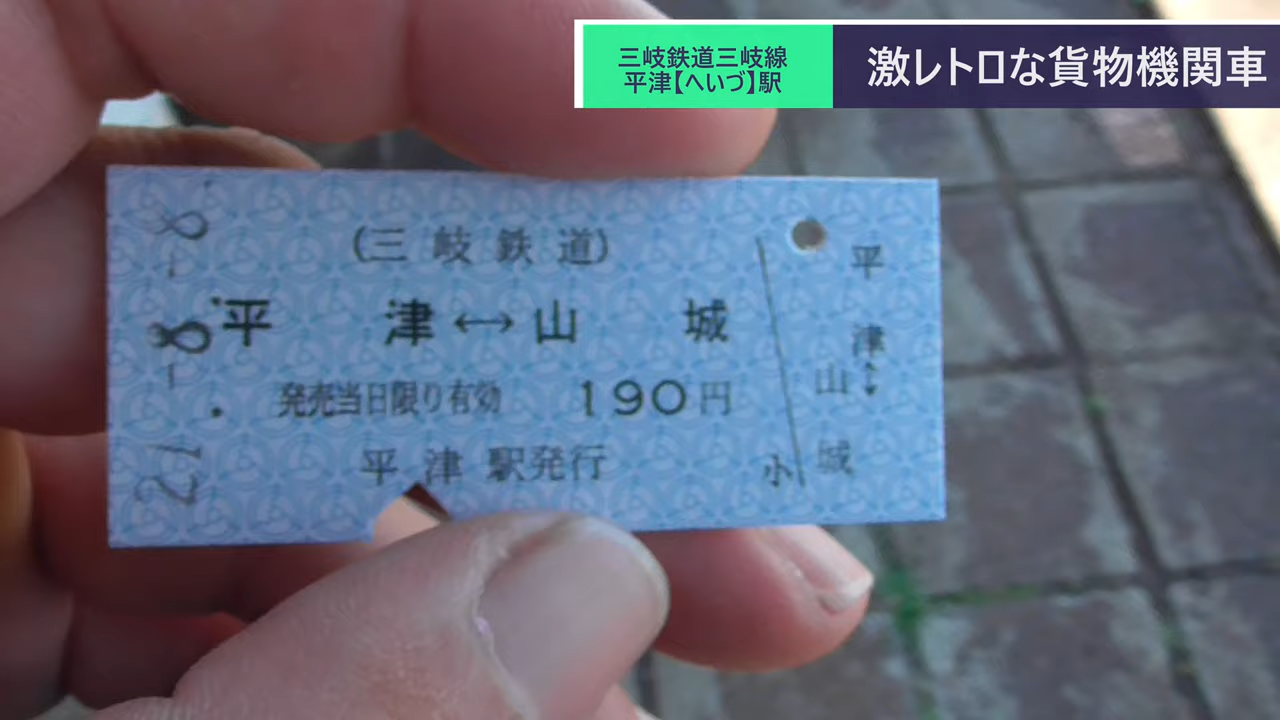 三岐鉄道三岐線
平津【へいづ】駅
激レトロな貨物機関車
(三岐鉄道)
平津↔山城
発売当日限り有効 190円
平津駅発行
21.-8.-8
小
平津↔山城